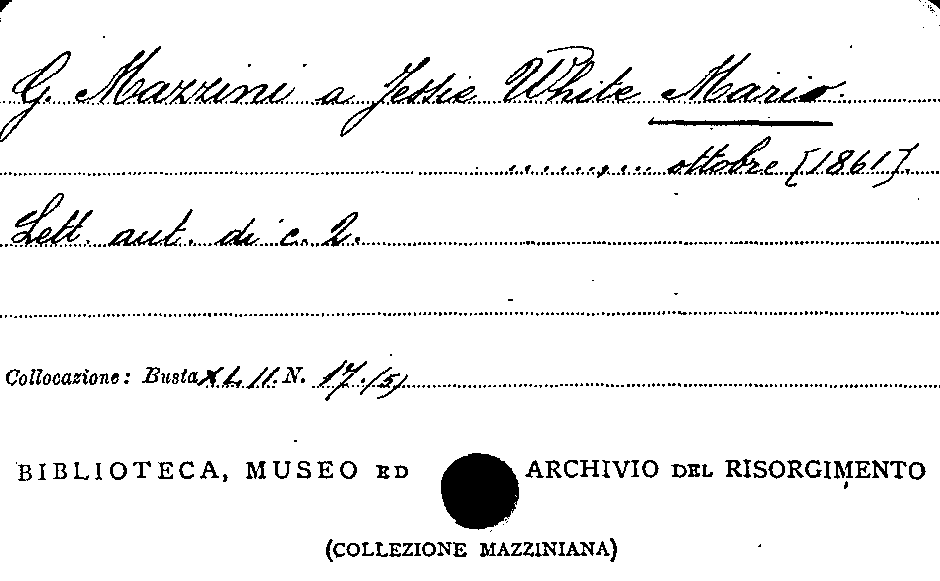 G. Mazzini a Jessie White Mario.
......,... ottobre [1861].
Lett. aut. di c. 2.
Collocazione: Busta XLII. N. 17.(5)
BIBLIOTECA, MUSEO ED ARCHIVIO DEL RISORGIMENTO
(COLLEZIONE MAZZINIANA)